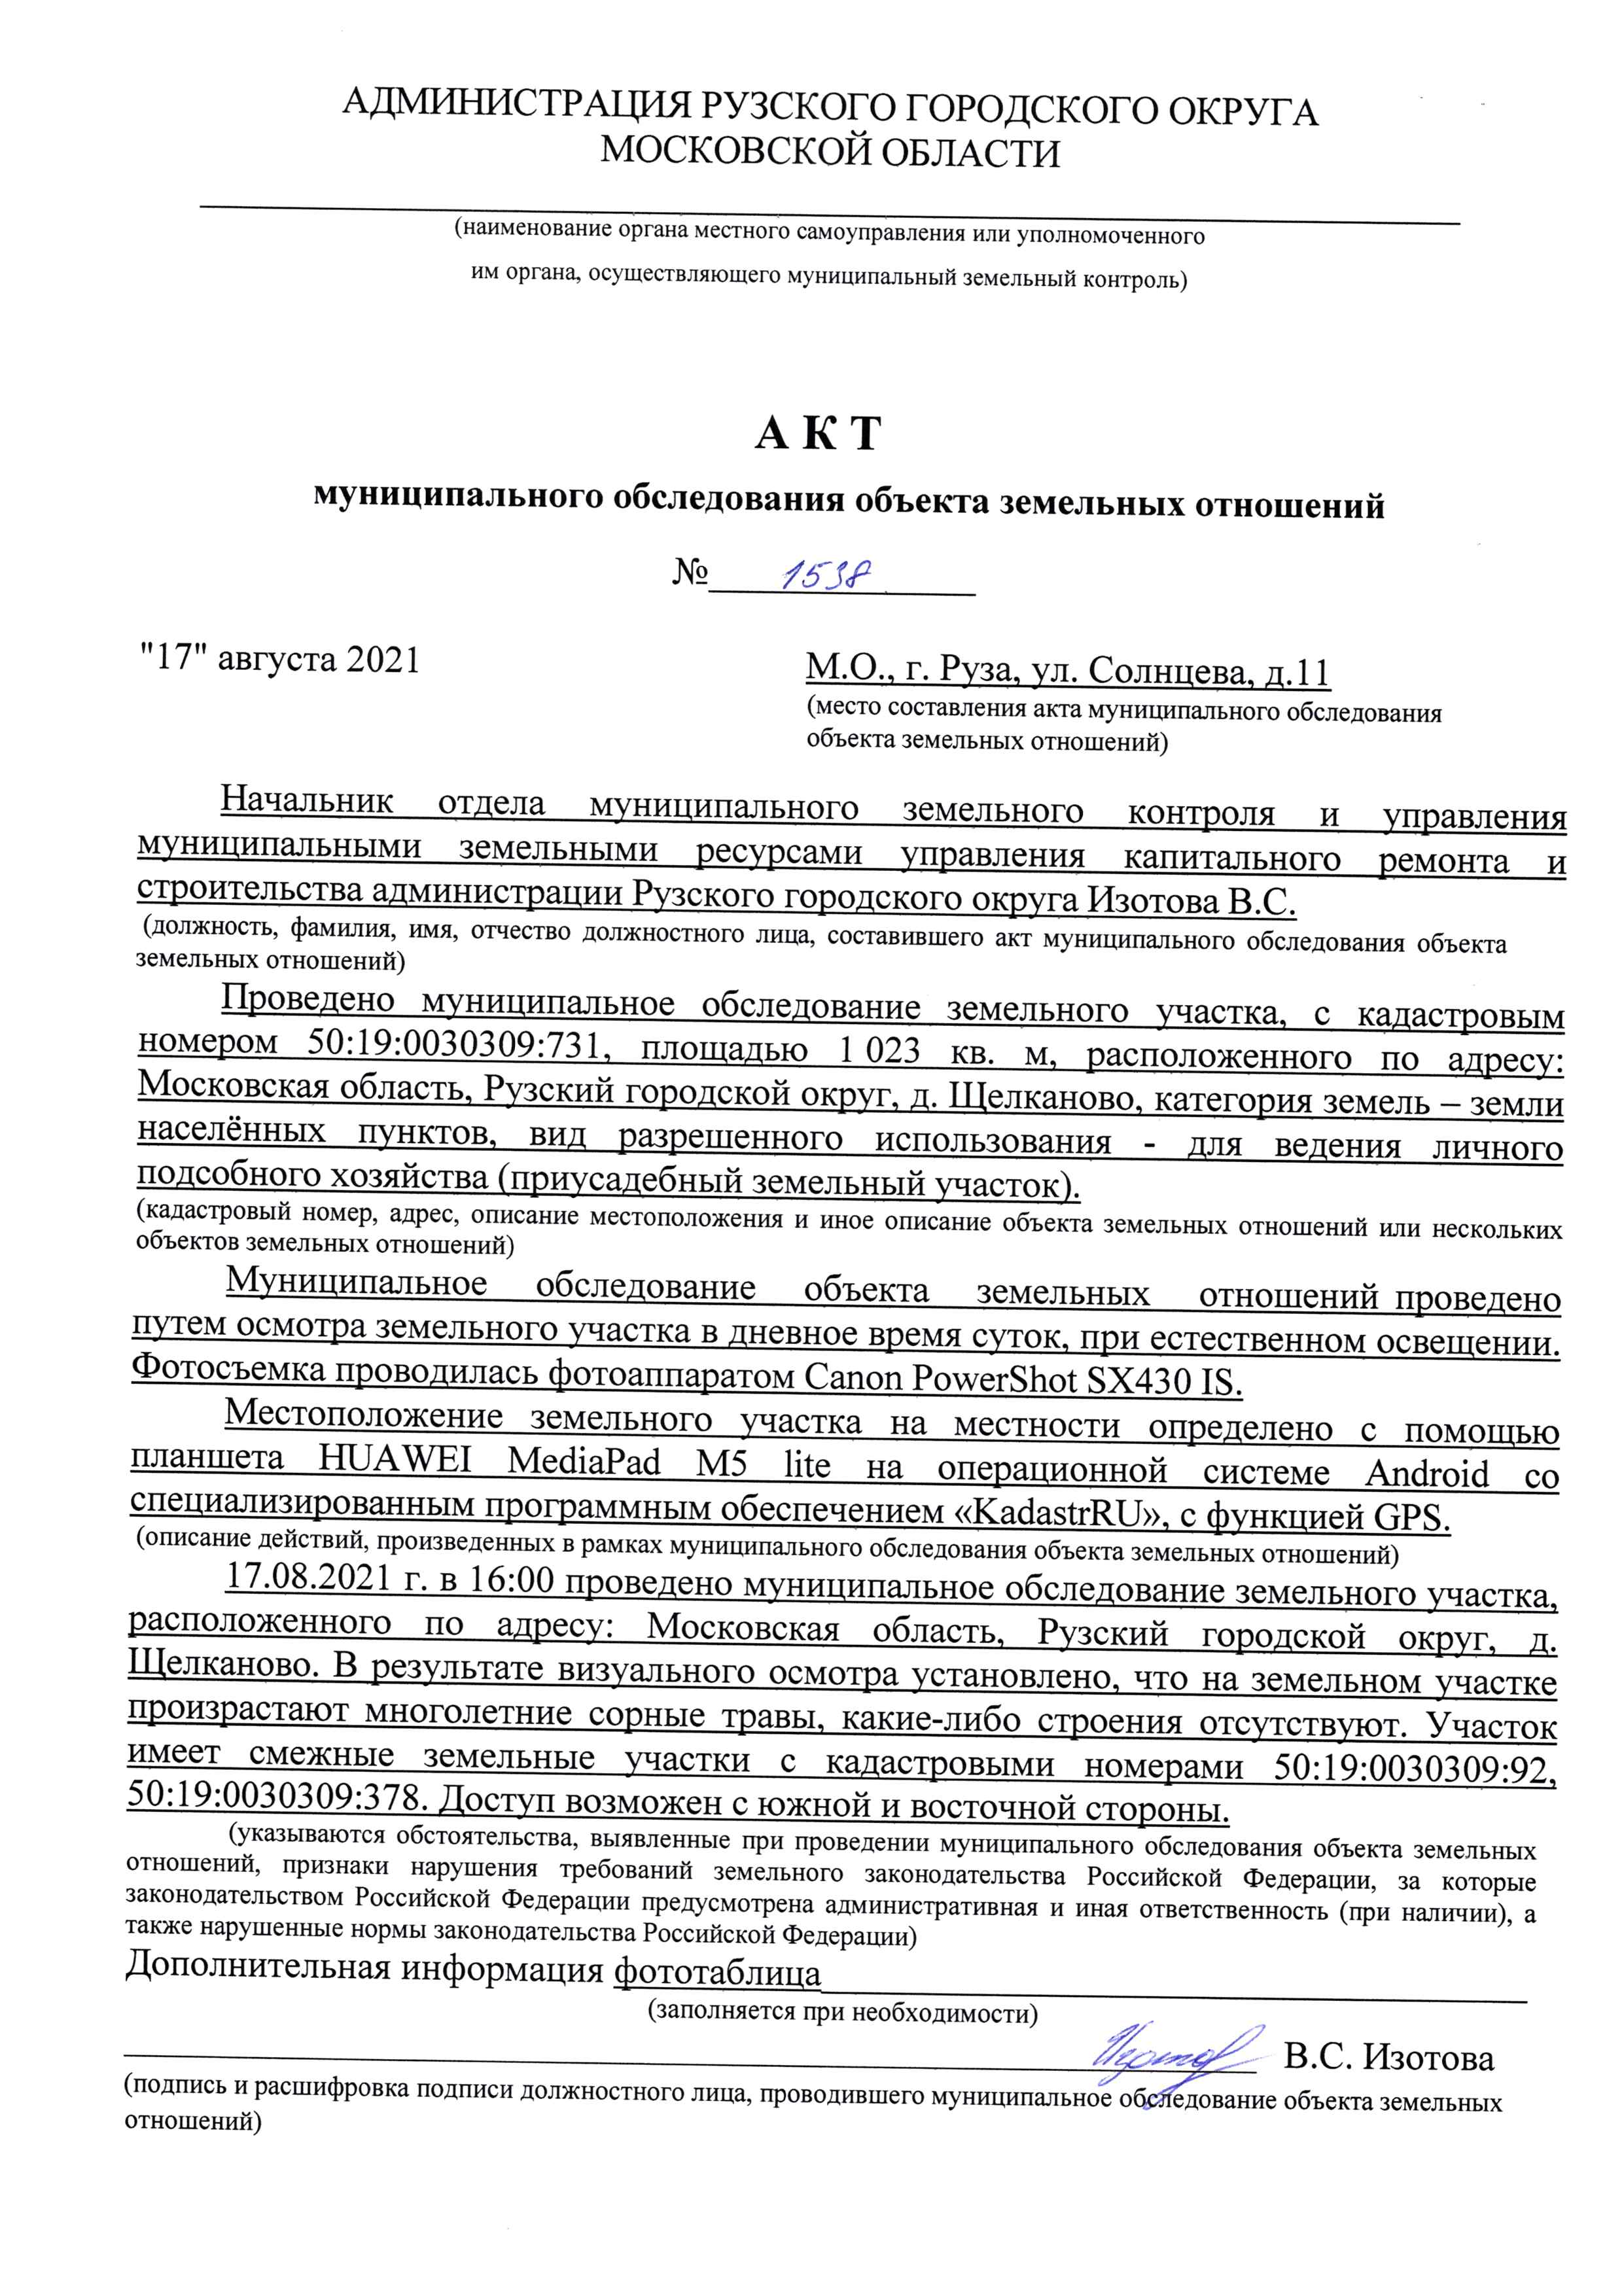 АДМИНИСТРАЦИЯ РУЗСКОГО ГОРОДСКОГО ОКРУГА
МОСКОВСКОЙ ОБЛАСТИ
(наименование органа местного самоуправления или уполномоченного
им органа, осуществляющего муниципальный земельный контроль)
А К Т
муниципального обследования объекта земельных отношений
№ 1538
"17" августа 2021
М.О., г. Руза, ул. Солнцева, д.11
(место составления акта муниципального обследования
объекта земельных отношений)
Начальник отдела муниципального земельного контроля и управления
муниципальными земельными ресурсами управления капитального ремонта и
строительства администрации Рузского городского округа Изотова В.С.
(должность, фамилия, имя, отчество должностного лица, составившего акт муниципального обследования объекта
земельных отношений)
Проведено муниципальное обследование земельного участка, с кадастровым
номером 50:19:0030309:731, площадью 1 023 кв. м, расположенного по адресу:
Московская область, Рузский городской округ, д. Щелканово, категория земель – земли
населённых пунктов, вид разрешенного использования - для ведения личного
подсобного хозяйства (приусадебный земельный участок).
(кадастровый номер, адрес, описание местоположения и иное описание объекта земельных отношений или нескольких
объектов земельных отношений)
Муниципальное обследование объекта земельных отношений проведено
путем осмотра земельного участка в дневное время суток, при естественном освещении.
Фотосъемка проводилась фотоаппаратом Canon PowerShot SX430 IS.
Местоположение земельного участка на местности определено с помощью
планшета HUAWEI MediaPad M5 lite на операционной системе Android со
специализированным программным обеспечением «KadastrRU», с функцией GPS.
(описание действий, произведенных в рамках муниципального обследования объекта земельных отношений)
17.08.2021 г. в 16:00 проведено муниципальное обследование земельного участка,
расположенного по адресу: Московская область, Рузский городской округ, д.
Щелканово. В результате визуального осмотра установлено, что на земельном участке
произрастают многолетние сорные травы, какие-либо строения отсутствуют. Участок
имеет смежные земельные участки с кадастровыми номерами 50:19:0030309:92,
50:19:0030309:378. Доступ возможен с южной и восточной стороны.
(указываются обстоятельства, выявленные при проведении муниципального обследования объекта земельных
отношений, признаки нарушения требований земельного законодательства Российской Федерации, за которые
законодательством Российской Федерации предусмотрена административная и иная ответственность (при наличии), а
также нарушенные нормы законодательства Российской Федерации)
Дополнительная информация фототаблица
(заполняется при необходимости)
В.С. Изотова
(подпись и расшифровка подписи должностного лица, проводившего муниципальное обследование объекта земельных
отношений)